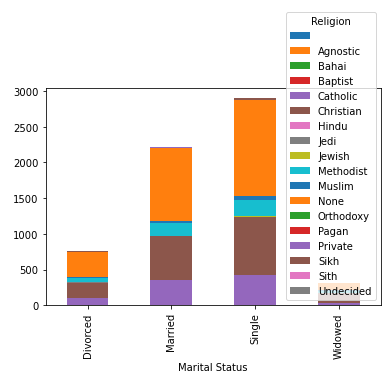 Religion
Agnostic
Bahai
Baptist
Catholic
Christian
Hindu
Jedi
Jewish
Methodist
Muslim
None
Orthodoxy
Pagan
Private
Sikh
Sith
Undecided
3000
2500
2000
1500
1000
500
0
Divorced
Married
Single
Widowed
Marital Status